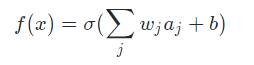 f(x) = σ(∑_j w_j a_j + b)